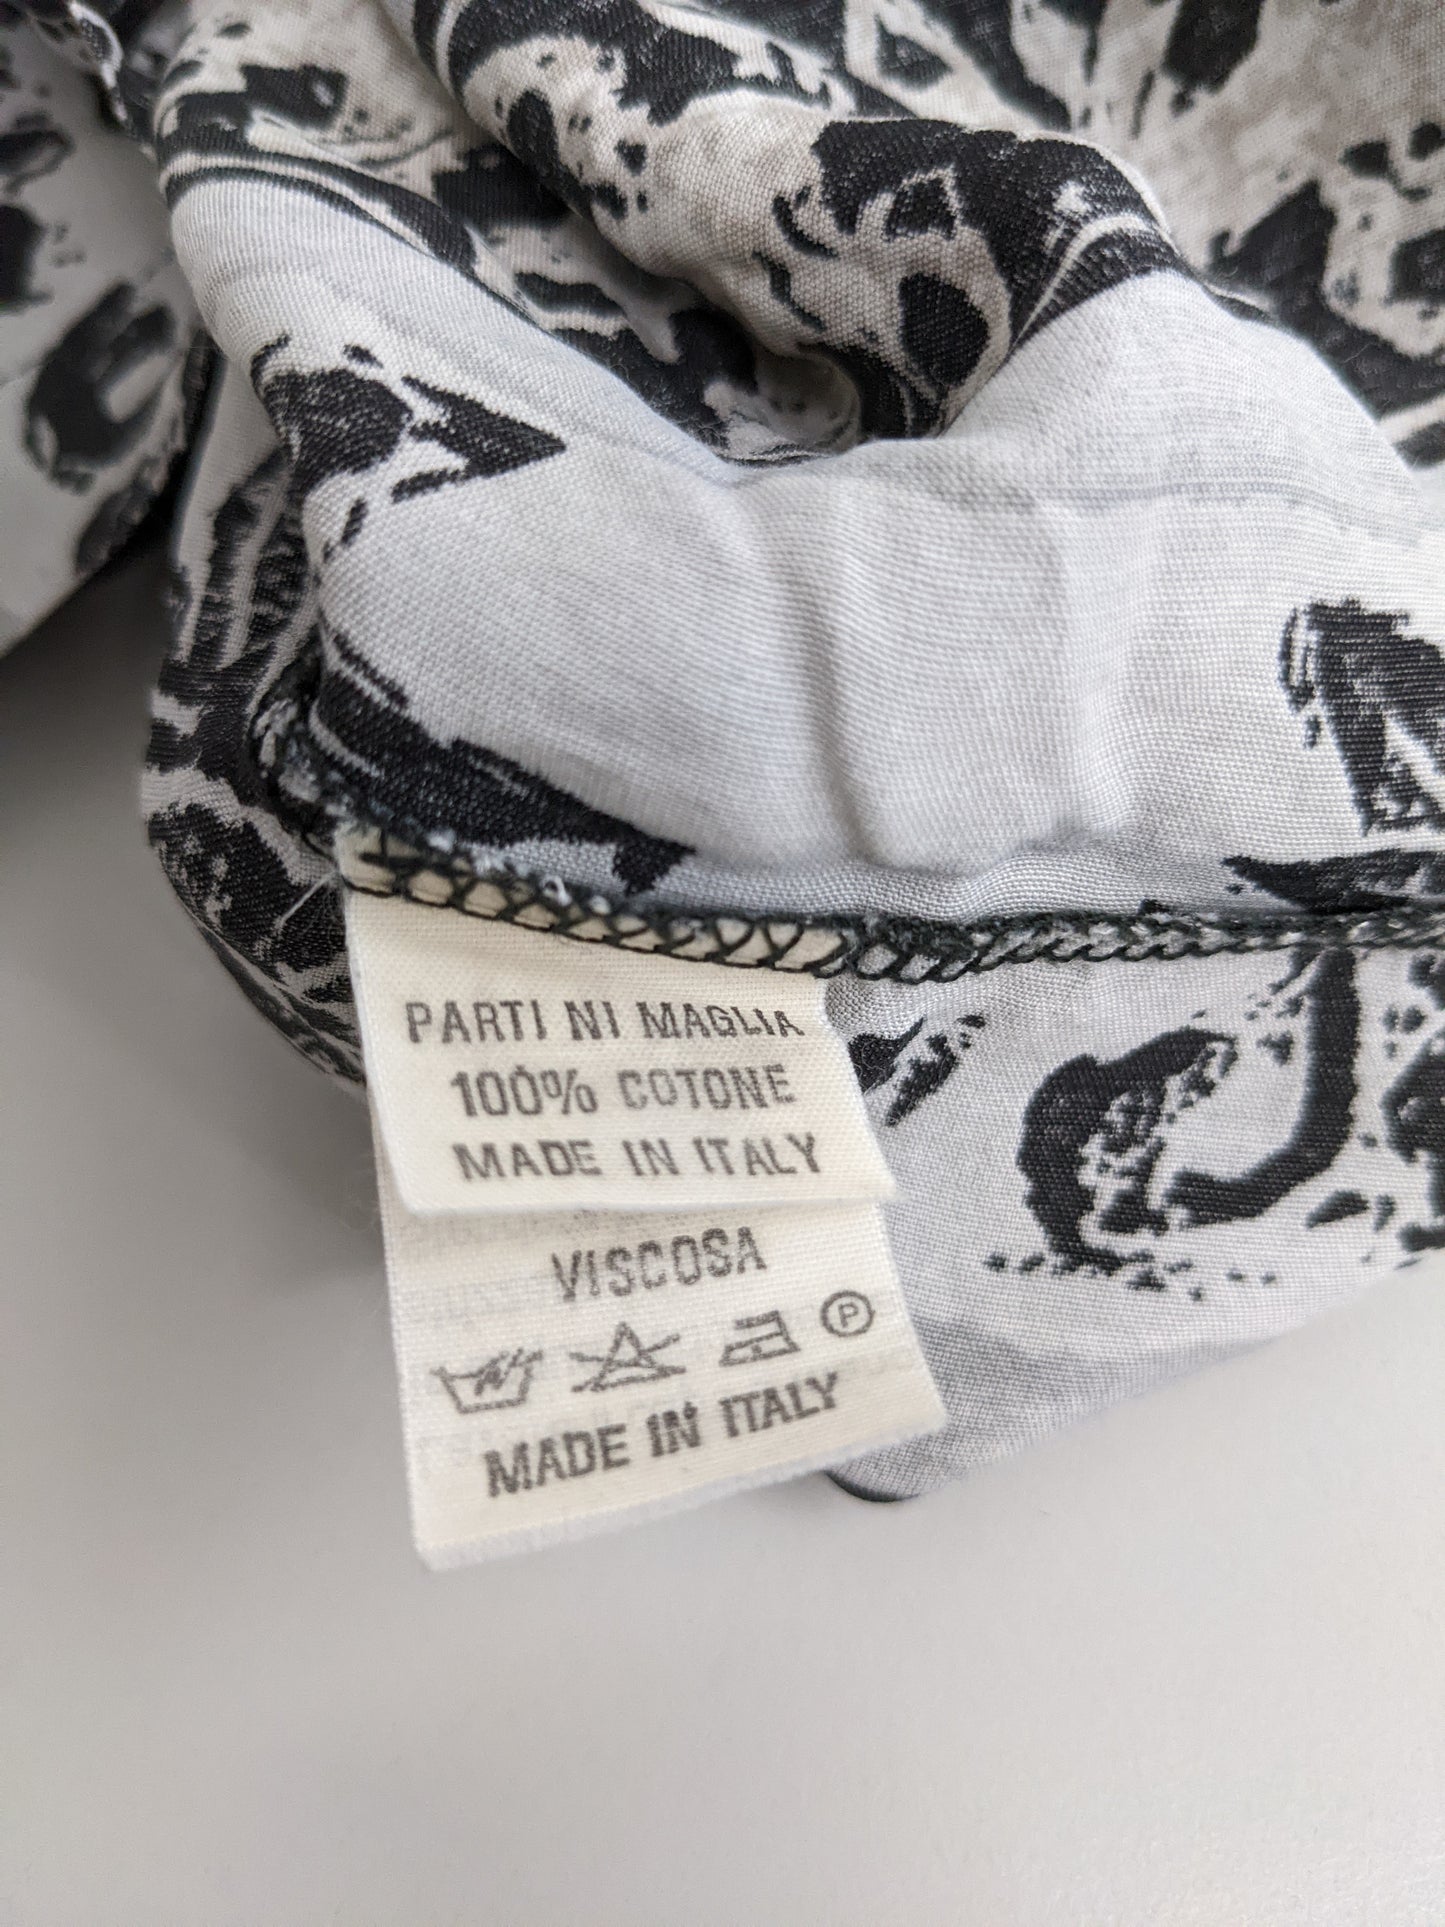 PARTI NI MAGLIA
100% COTONE
MADE IN ITALY
VISCOSA
P
MADE IN ITALY